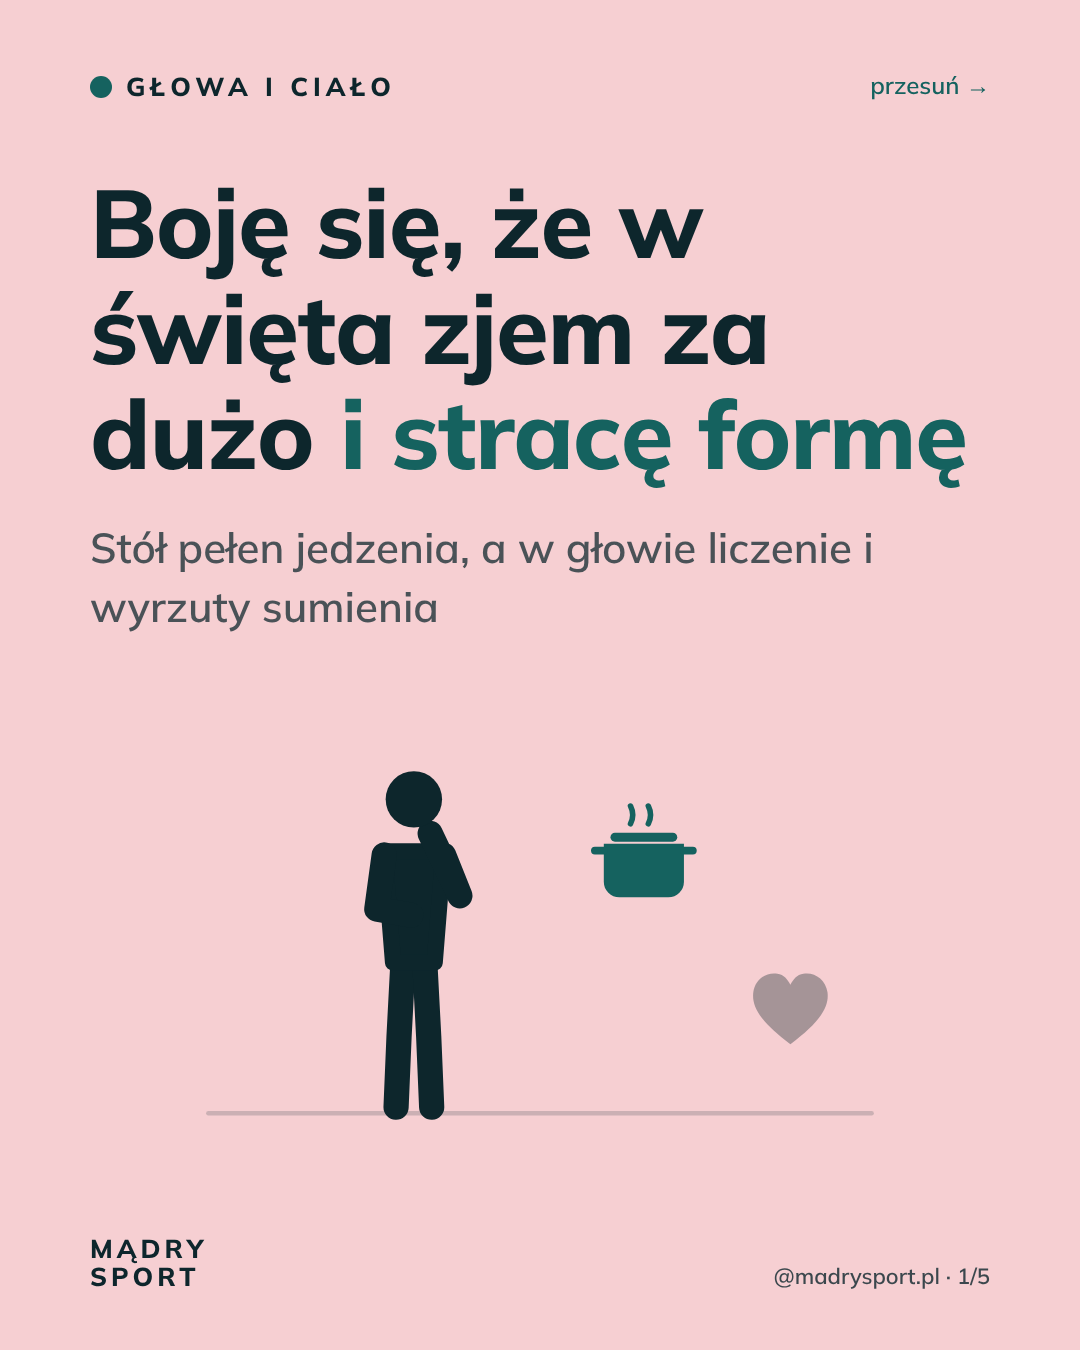 GŁOWA I CIAŁO
przesuń →
Boję się, że w
święta zjem za
dużo i stracę formę
Stół pełen jedzenia, a w głowie liczenie i
wyrzuty sumienia
MĄDRY
SPORT
@madrysport.pl · 1/5